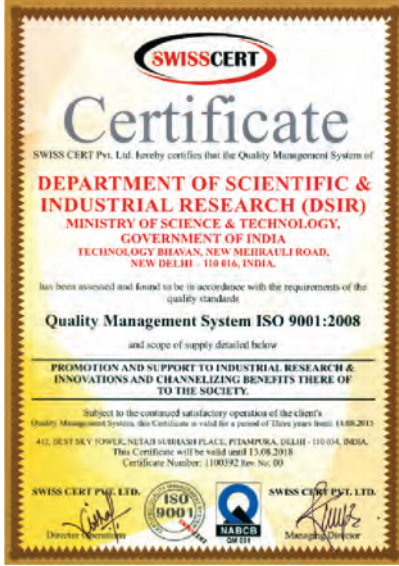 SWISSCERT
Certificate
SWISS CERT Pvt. Ltd. hereby certifies that the Quality Management System of
DEPARTMENT OF SCIENTIFIC &
INDUSTRIAL RESEARCH (DSIR)
MINISTRY OF SCIENCE & TECHNOLOGY,
GOVERNMENT OF INDIA
TECHNOLOGY BHAVAN, NEW MEHRAULI ROAD,
NEW DELHI - 110 016, INDIA.
has been assessed and found to be in accordance with the requirements of the
quality standards
Quality Management System ISO 9001:2008
and scope of supply detailed below
PROMOTION AND SUPPORT TO INDUSTRIAL RESEARCH &
INNOVATIONS AND CHANNELIZING BENEFITS THERE OF
TO THE SOCIETY.
Subject to the continued satisfactory operation of the client's
Quality Management System, this Certificate is valid for a period of Three years from: 14.08.2015
412, BEST SKY TOWER, NETAJI SUBHASH PLACE, PITAMPURA, DELHI - 110 034, INDIA.
This Certificate will be valid until 13.08.2018
Certificate Number: 1100392 Rev. No: 00
SWISS CERT PVT. LTD.
ISO
9001
NABCB
QM 031
SWISS CERT PVT. LTD.
Director Operations
Managing Director